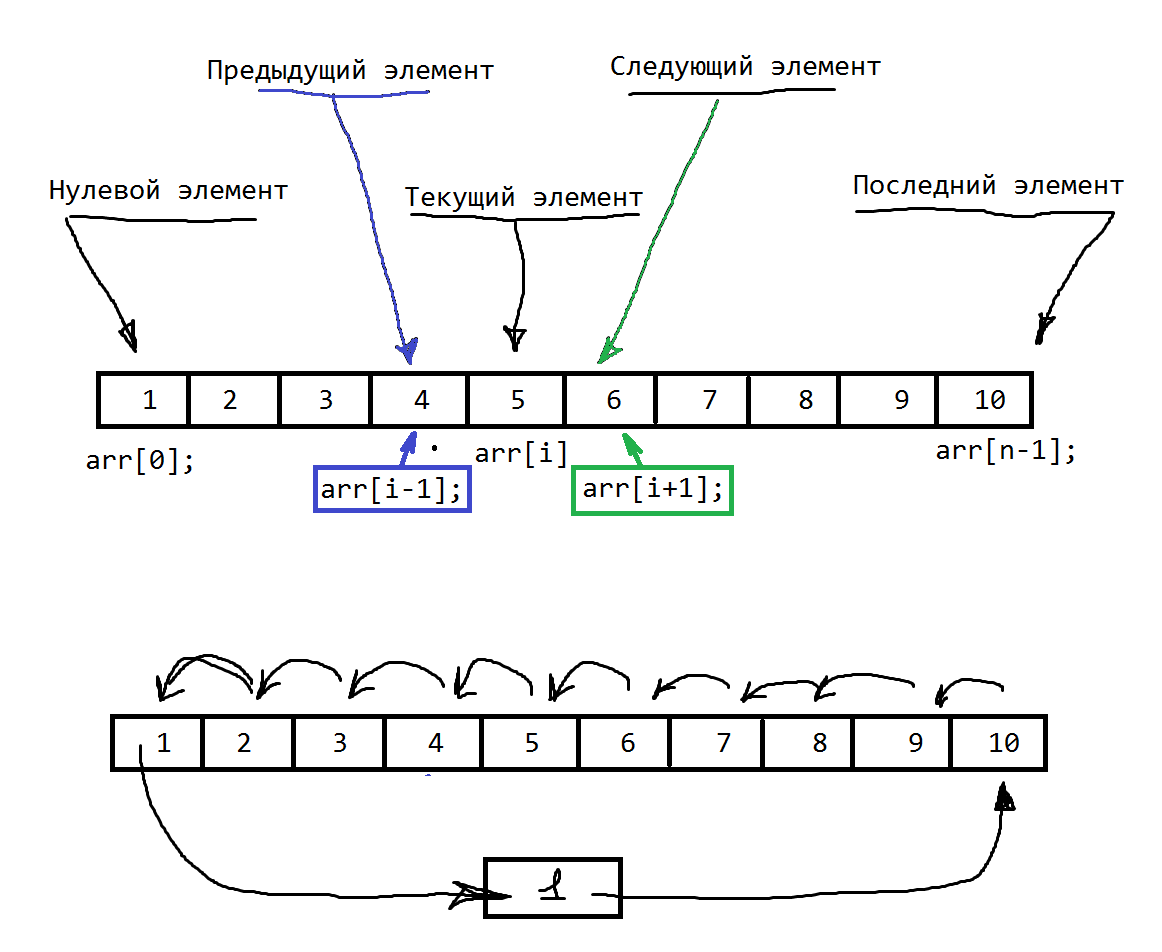 Предыдущий элемент
Следующий элемент
Нулевой элемент
Текущий элемент
Последний элемент
1 2 3 4 5 6 7 8 9 10
arr[0];
arr[i]
arr[n-1];
arr[i-1];
arr[i+1];
1 2 3 4 5 6 7 8 9 10
1